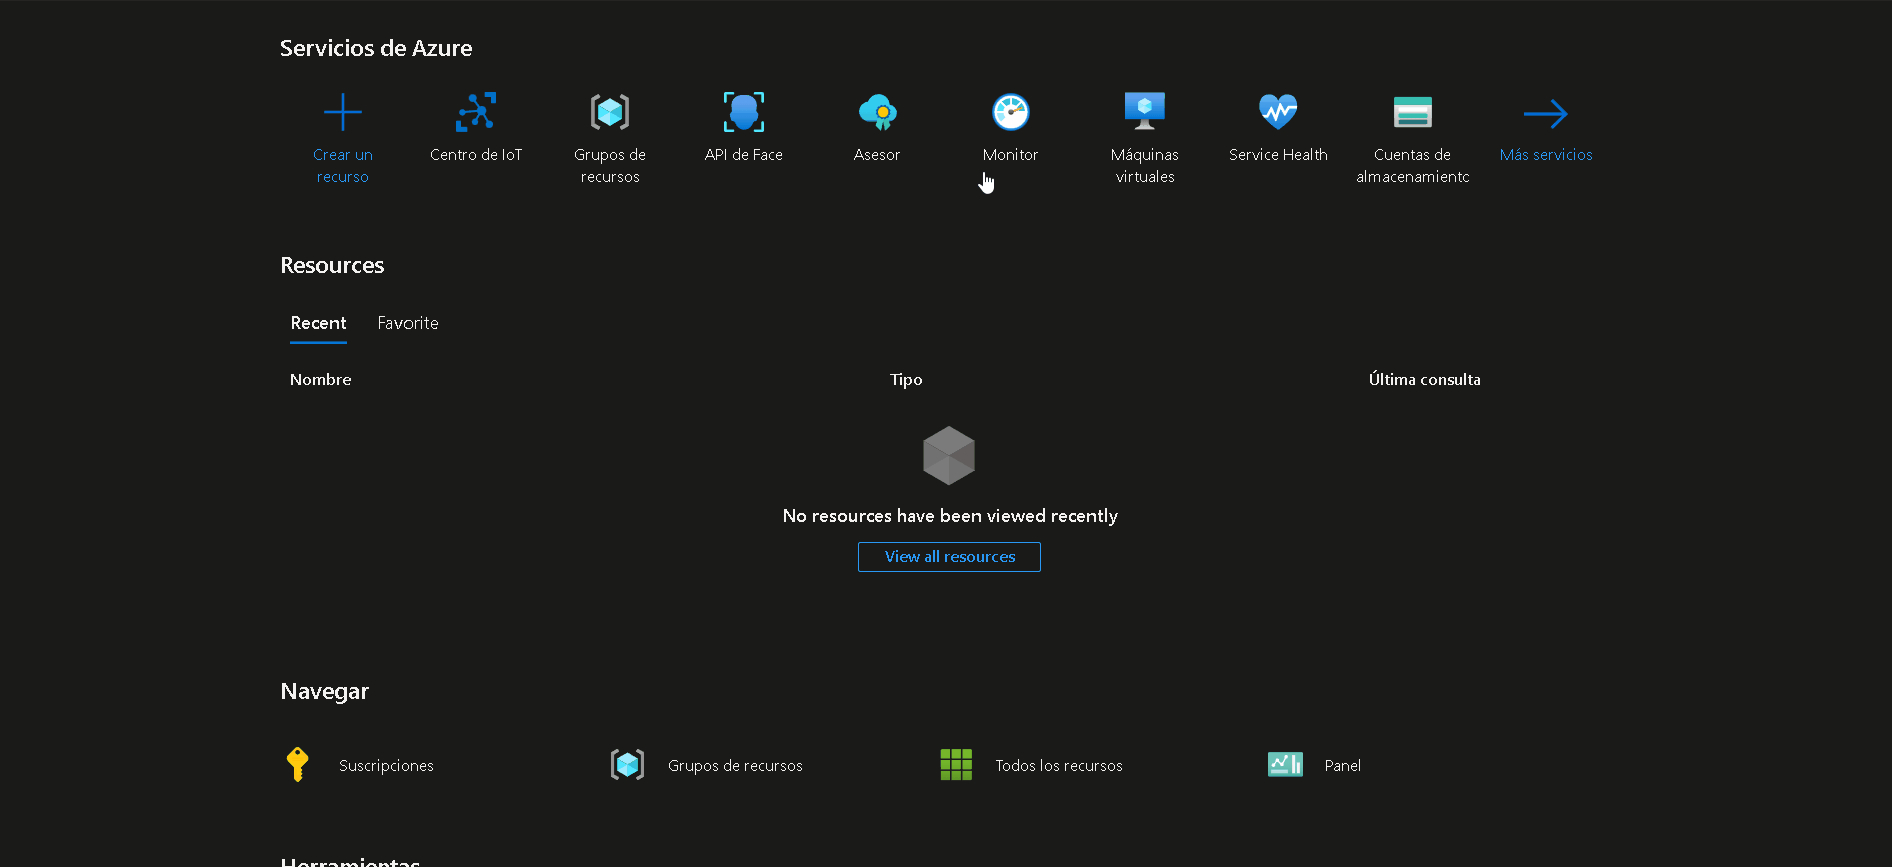 Servicios de Azure
Crear un
recurso
Centro de IoT
Grupos de
recursos
API de Face
Asesor
Monitor
Máquinas
virtuales
Service Health
Cuentas de
almacenamiento
Más servicios
Resources
Recent
Favorite
Nombre
Tipo
Última consulta
No resources have been viewed recently
View all resources
Navegar
Suscripciones
Grupos de recursos
Todos los recursos
Panel
Herramientas